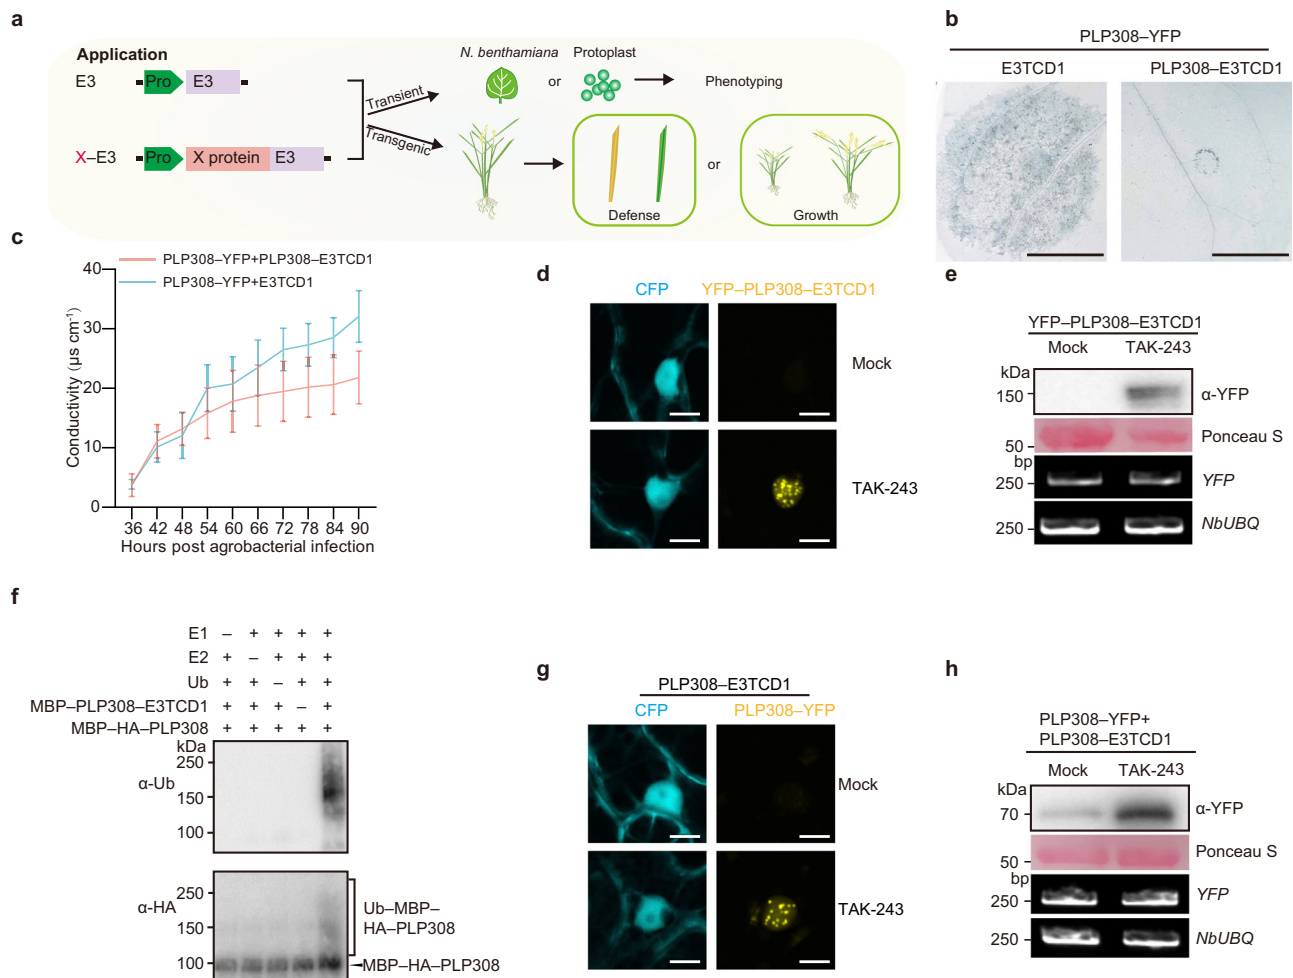 a
Application
E3
Pro
E3
X–E3
Pro
X protein
E3
Transient
Transgenic
N. benthamiana
or
Protoplast
Phenotyping
Defense
or
Growth
b
PLP308–YFP
E3TCD1
PLP308–E3TCD1
c
PLP308–YFP+PLP308–E3TCD1
PLP308–YFP+E3TCD1
Conductivity (μs cm⁻¹)
40
30
20
10
0
36 42 48 54 60 66 72 78 84 90
Hours post agrobacterial infection
d
CFP
YFP–PLP308–E3TCD1
Mock
TAK-243
e
YFP–PLP308–E3TCD1
Mock TAK-243
kDa
150
α-YFP
50
Ponceau S
bp
250
YFP
250
NbUBQ
f
E1 – + + + +
E2 + – + + +
Ub + + – + +
MBP–PLP308–E3TCD1 + + + – +
MBP–HA–PLP308 + + + + +
kDa
250
α-Ub
150
100
α-HA
250
150
100
Ub–MBP–
HA–PLP308
MBP–HA–PLP308
g
PLP308–E3TCD1
CFP
PLP308–YFP
Mock
TAK-243
h
PLP308–YFP+
PLP308–E3TCD1
Mock TAK-243
kDa
70
α-YFP
50
Ponceau S
bp
250
YFP
250
NbUBQ